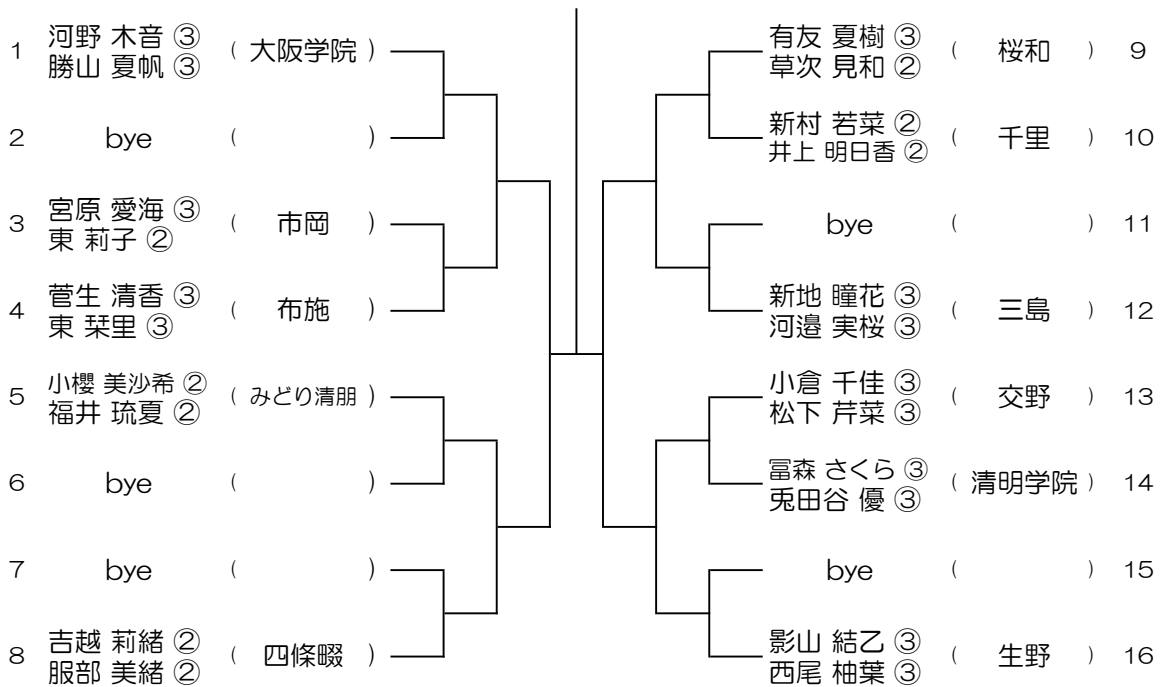 河野 木音 ③
1 ( 大阪学院 )
勝山 夏帆 ③
2 bye ( )
宮原 愛海 ③
3 ( 市岡 )
東 莉子 ②
菅生 清香 ③
4 ( 布施 )
東 栞里 ③
小櫻 美沙希 ②
5 ( みどり清朋 )
福井 琉夏 ②
6 bye ( )
7 bye ( )
吉越 莉緒 ②
8 ( 四條畷 )
服部 美緒 ②
有友 夏樹 ③
( 桜和 ) 9
草次 見和 ②
新村 若菜 ②
( 千里 ) 10
井上 明日香 ②
bye ( ) 11
新地 瞳花 ③
( 三島 ) 12
河邉 実桜 ③
小倉 千佳 ③
( 交野 ) 13
松下 芹菜 ③
冨森 さくら ③
( 清明学院 ) 14
兎田谷 優 ③
bye ( ) 15
影山 結乙 ③
( 生野 ) 16
西尾 柚葉 ③